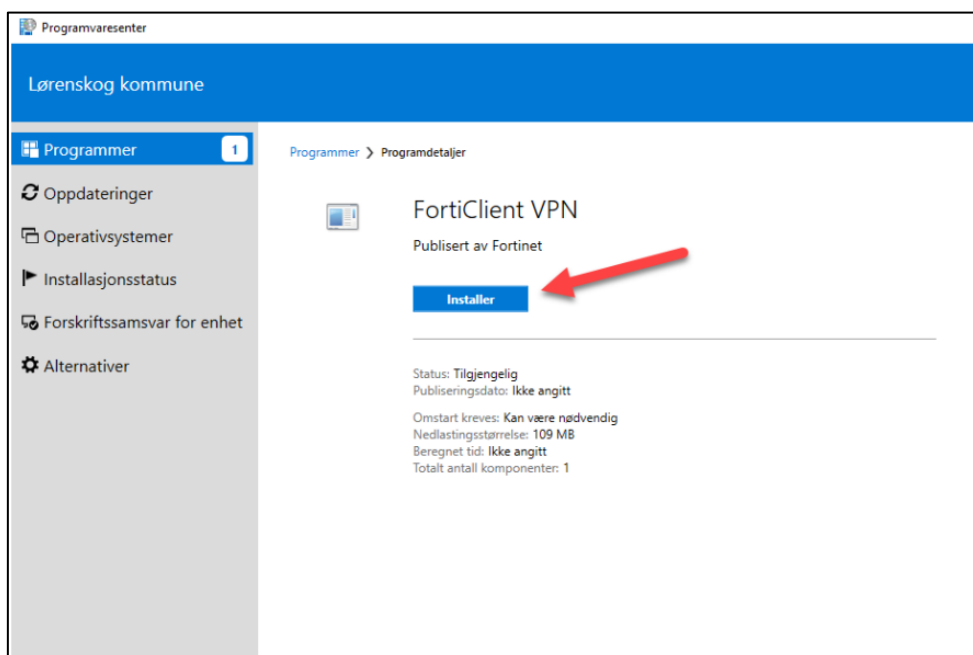 Programvaresenter
Lørenskog kommune
Programmer 1
Oppdateringer
Operativsystemer
Installasjonsstatus
Forskriftssamsvar for enhet
Alternativer
Programmer ❯ Programdetaljer
FortiClient VPN
Publisert av Fortinet
Installer
Status: Tilgjengelig
Publiseringsdato: Ikke angitt
Omstart kreves: Kan være nødvendig
Nedlastingsstørrelse: 109 MB
Beregnet tid: Ikke angitt
Totalt antall komponenter: 1